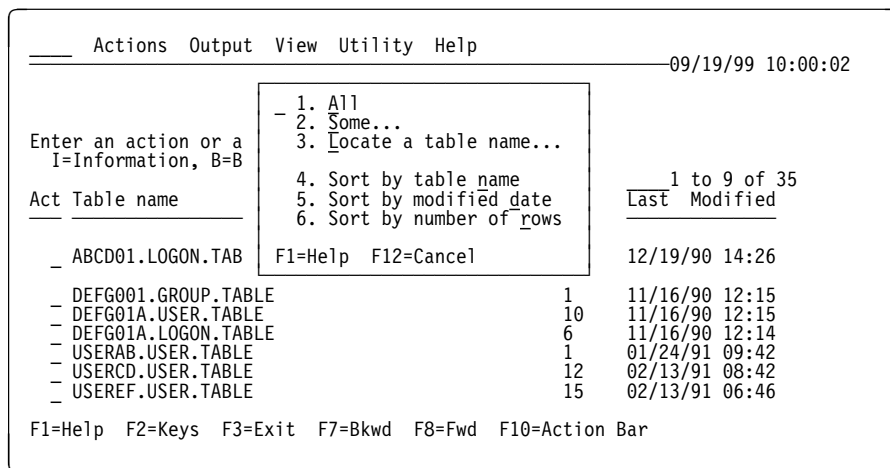 ____ Actions Output View Utility Help
09/19/99 10:00:02
_ 1. All
2. Some...
3. Locate a table name...
4. Sort by table name
5. Sort by modified date
6. Sort by number of rows
F1=Help F12=Cancel
Enter an action or a
I=Information, B=B
____1 to 9 of 35
Act Table name Last Modified
_ ABCD01.LOGON.TAB 12/19/90 14:26
_ DEFG001.GROUP.TABLE 1 11/16/90 12:15
_ DEFG01A.USER.TABLE 10 11/16/90 12:15
_ DEFG01A.LOGON.TABLE 6 11/16/90 12:14
_ USERAB.USER.TABLE 1 01/24/91 09:42
_ USERCD.USER.TABLE 12 02/13/91 08:42
_ USEREF.USER.TABLE 15 02/13/91 06:46
F1=Help F2=Keys F3=Exit F7=Bkwd F8=Fwd F10=Action Bar